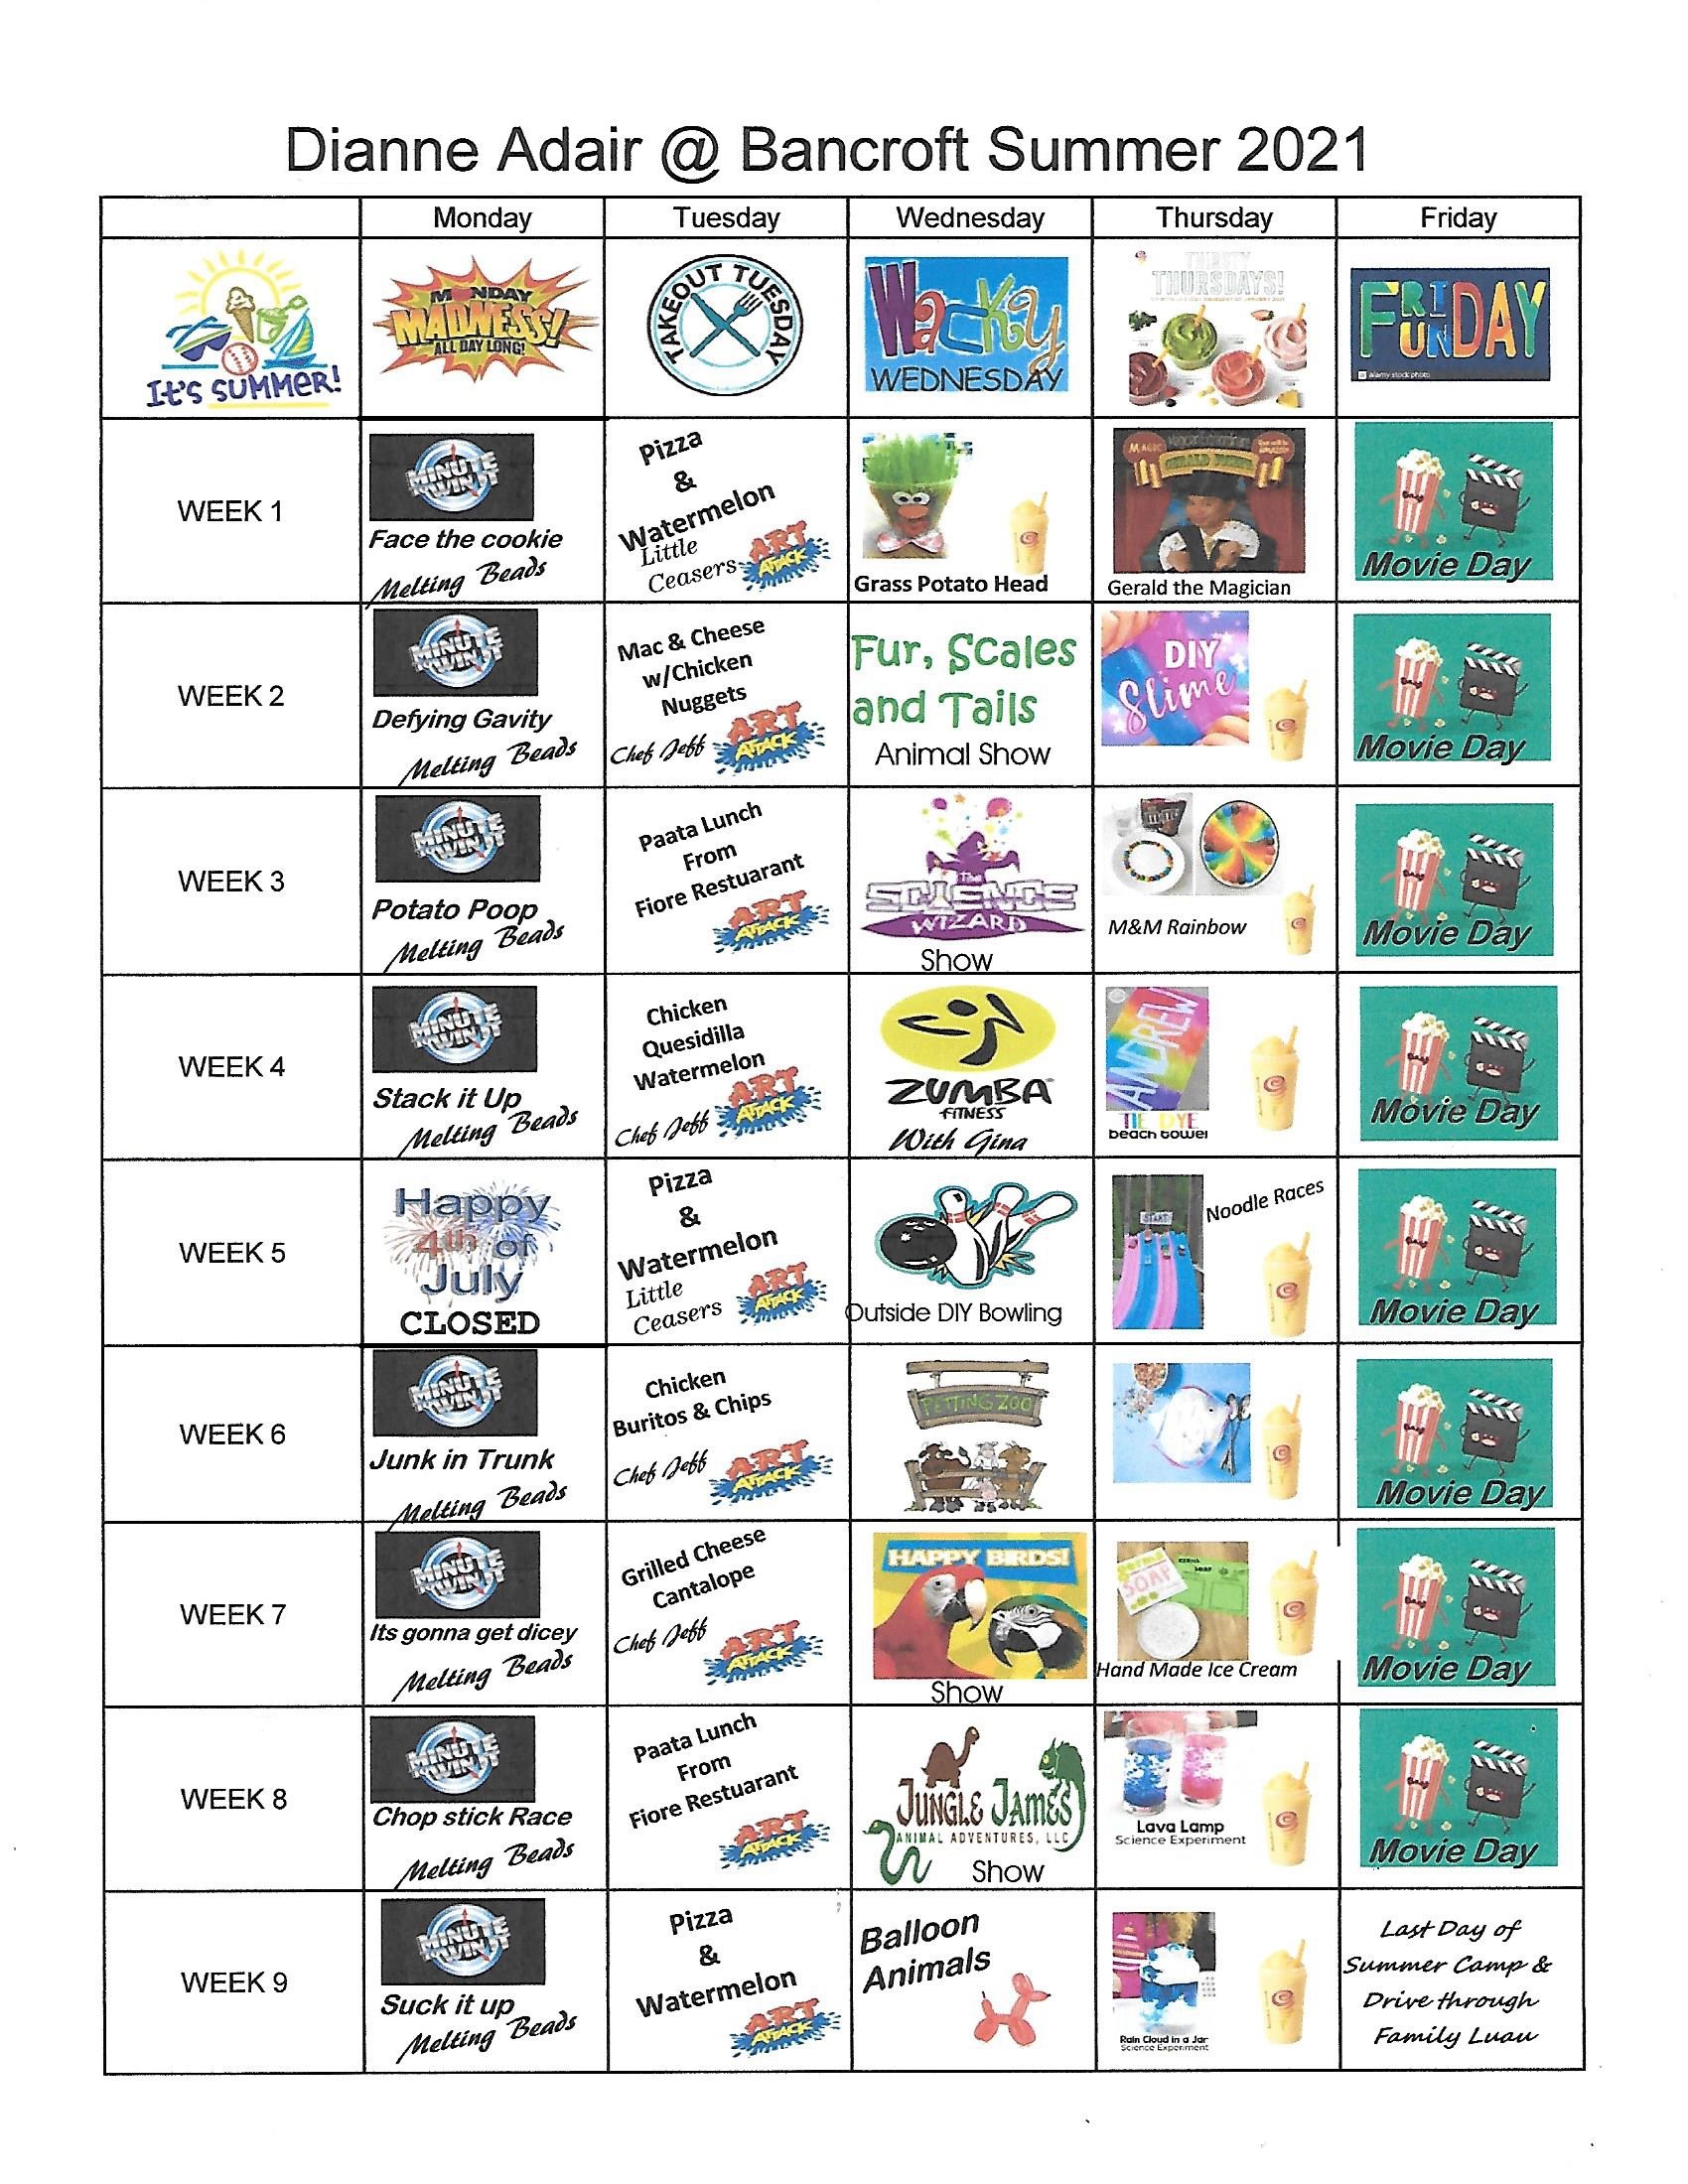 Dianne Adair @ Bancroft Summer 2021
Monday Tuesday Wednesday Thursday Friday
It's SUMMER!
MONDAY
MADNESS!
ALL DAY LONG!
TAKEOUT TUESDAY
Wacky
WEDNESDAY
THIRSTY
THURSDAYS!
FRIDAY
FUN
alamy stock photo
WEEK 1
MINUTE
WIN IT
Face the cookie
Melting Beads
Pizza
&
Watermelon
Little
Ceasers
ART
ATTACK
Grass Potato Head
MAGIC
Gerald the Magician
Movie Day
WEEK 2
MINUTE
WIN IT
Defying Gavity
Melting Beads
Mac & Cheese
w/Chicken
Nuggets
Chef Jeff
ART
ATTACK
Fur, Scales
and Tails
Animal Show
DIY
Slime
Movie Day
WEEK 3
MINUTE
WIN IT
Potato Poop
Melting Beads
Paata Lunch
From
Fiore Restuarant
ART
ATTACK
The
SCIENCE
WIZARD
Show
M&M Rainbow
Movie Day
WEEK 4
MINUTE
WIN IT
Stack it Up
Melting Beads
Chicken
Quesidilla
Watermelon
Chef Jeff
ART
ATTACK
ZUMBA
FITNESS
With Gina
ANDREW
TIE DYE
beach towel
Movie Day
WEEK 5
Happy
4th of
July
CLOSED
Pizza
&
Watermelon
Little
Ceasers
ART
ATTACK
Outside DIY Bowling
START
Noodle Races
Movie Day
WEEK 6
MINUTE
WIN IT
Junk in Trunk
Melting Beads
Chicken
Buritos & Chips
Chef Jeff
ART
ATTACK
PETTING ZOO
Movie Day
WEEK 7
MINUTE
WIN IT
Its gonna get dicey
Melting Beads
Grilled Cheese
Cantalope
Chef Jeff
ART
ATTACK
HAPPY BIRDS!
Show
SOAP
Hand Made Ice Cream
Movie Day
WEEK 8
MINUTE
WIN IT
Chop stick Race
Melting Beads
Paata Lunch
From
Fiore Restuarant
ART
ATTACK
JUNGLE JAMES
ANIMAL ADVENTURES, LLC
Show
Lava Lamp
Science Experiment
Movie Day
WEEK 9
MINUTE
WIN IT
Suck it up
Melting Beads
Pizza
&
Watermelon
ART
ATTACK
Balloon
Animals
Rain Cloud in a Jar
Science Experiment
Last Day of
Summer Camp &
Drive through
Family Luau